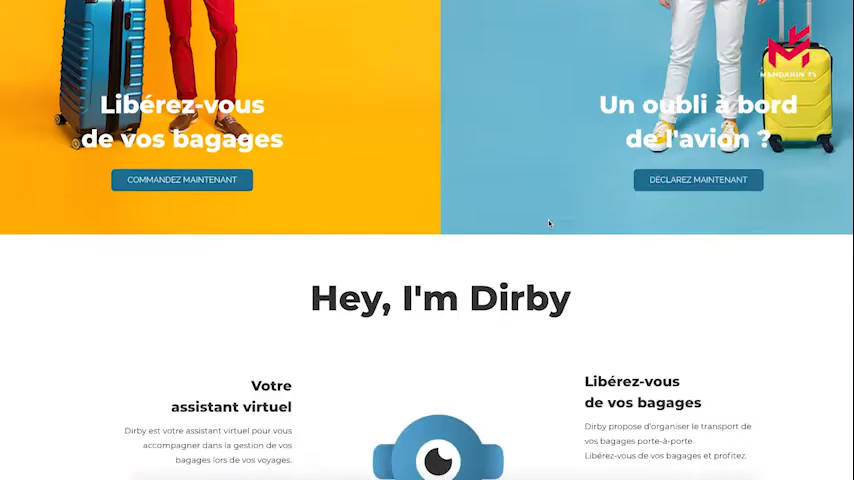 Libérez-vous
de vos bagages
COMMANDEZ MAINTENANT
Un oubli à bord
de l'avion ?
DÉCLAREZ MAINTENANT
MANDARIN TV
Hey, I'm Dirby
Votre
assistant virtuel
Dirby est votre assistant virtuel pour vous
accompagner dans la gestion de vos
bagages lors de vos voyages.
Libérez-vous
de vos bagages
Dirby propose d'organiser le transport de
vos bagages porte-à-porte.
Libérez-vous de vos bagages et profitez.